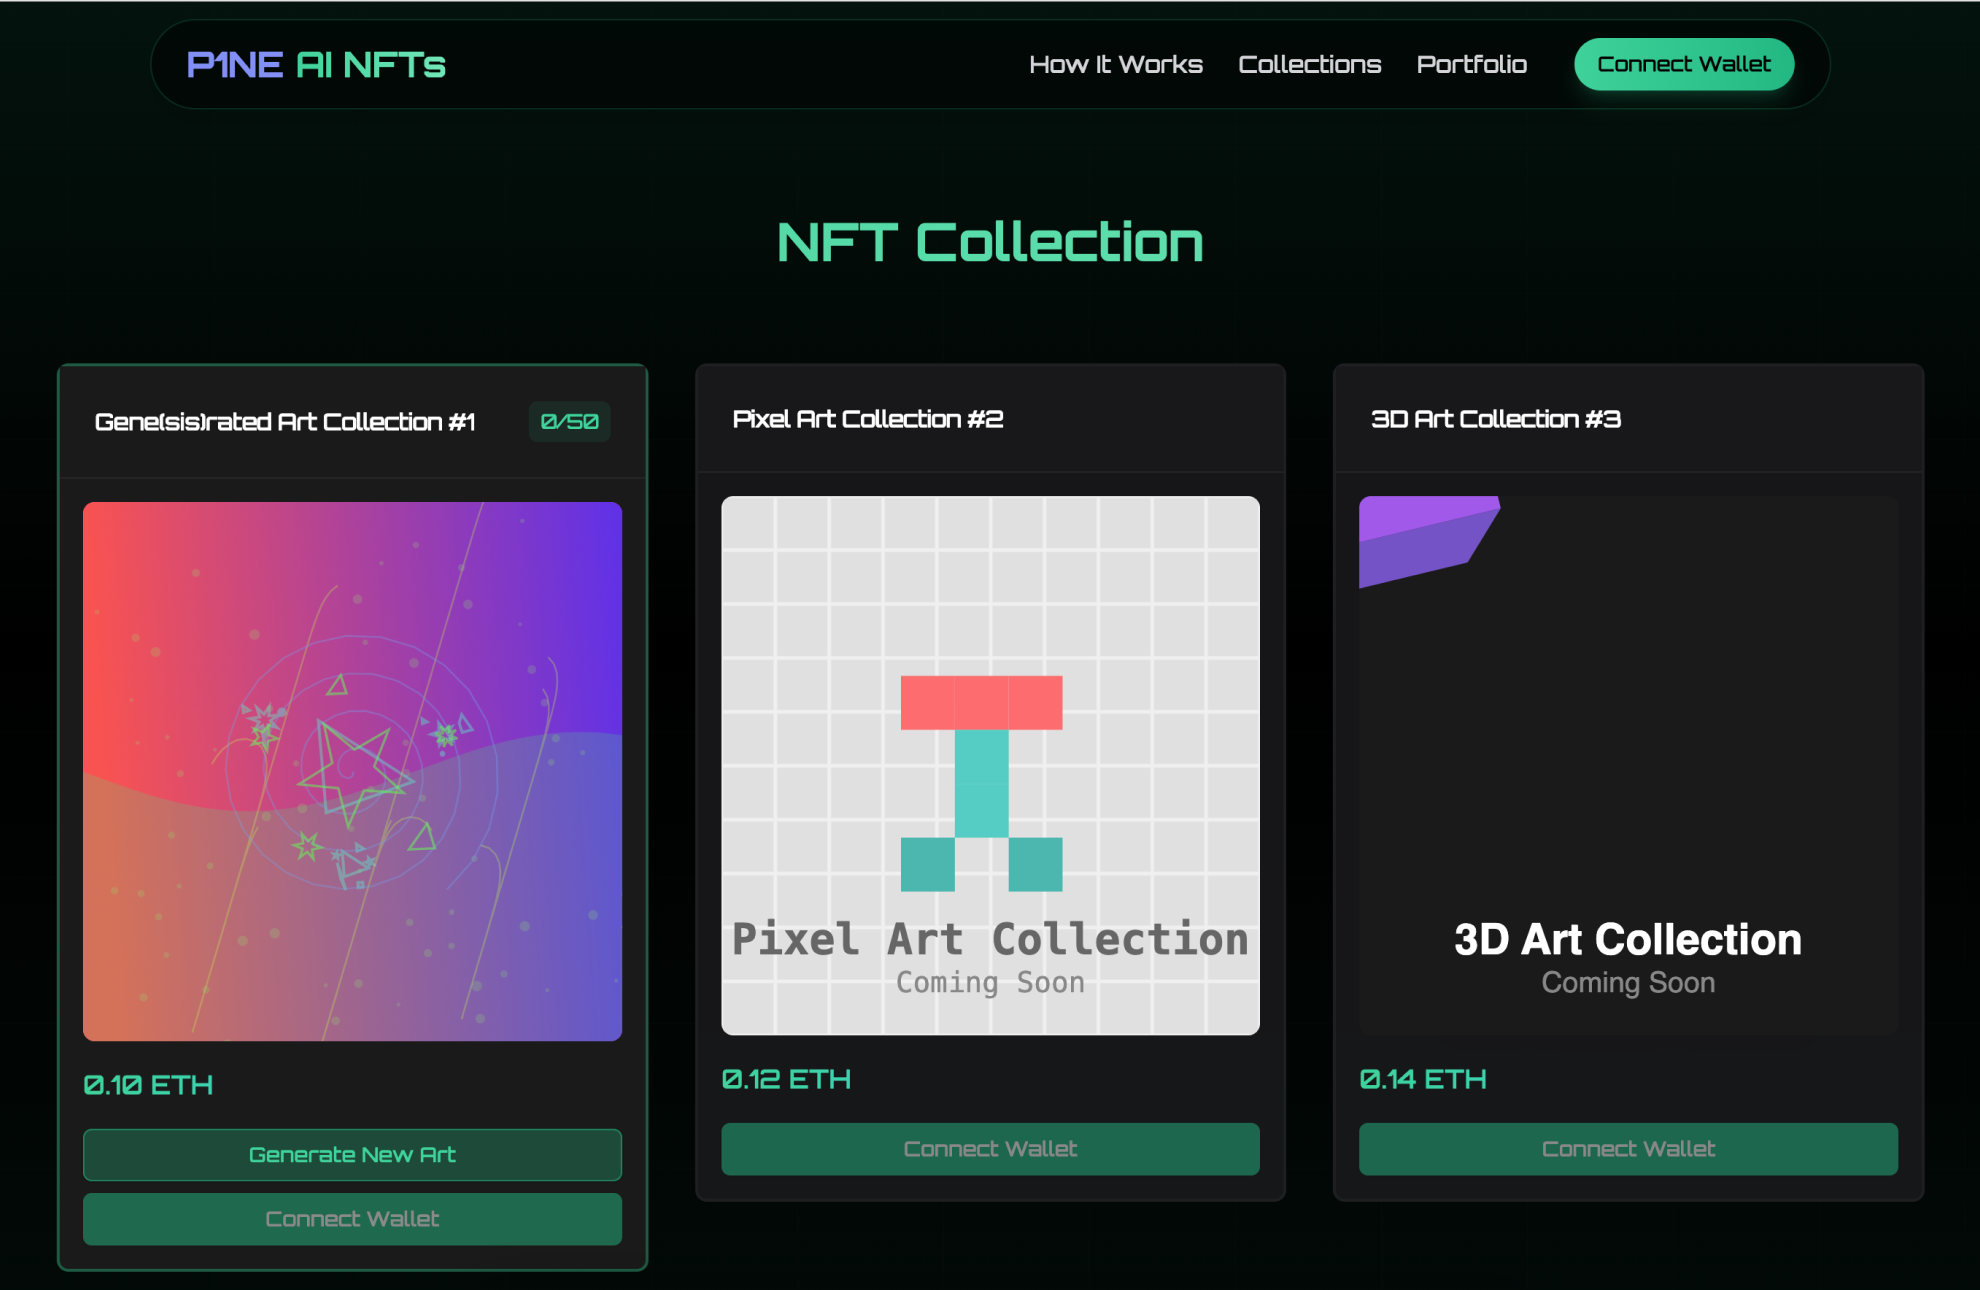 P1NE AI NFTs
How It Works
Collections
Portfolio
Connect Wallet
NFT Collection
Gene(sis)rated Art Collection #1
0/50
0.10 ETH
Generate New Art
Connect Wallet
Pixel Art Collection #2
Pixel Art Collection
Coming Soon
0.12 ETH
Connect Wallet
3D Art Collection #3
3D Art Collection
Coming Soon
0.14 ETH
Connect Wallet